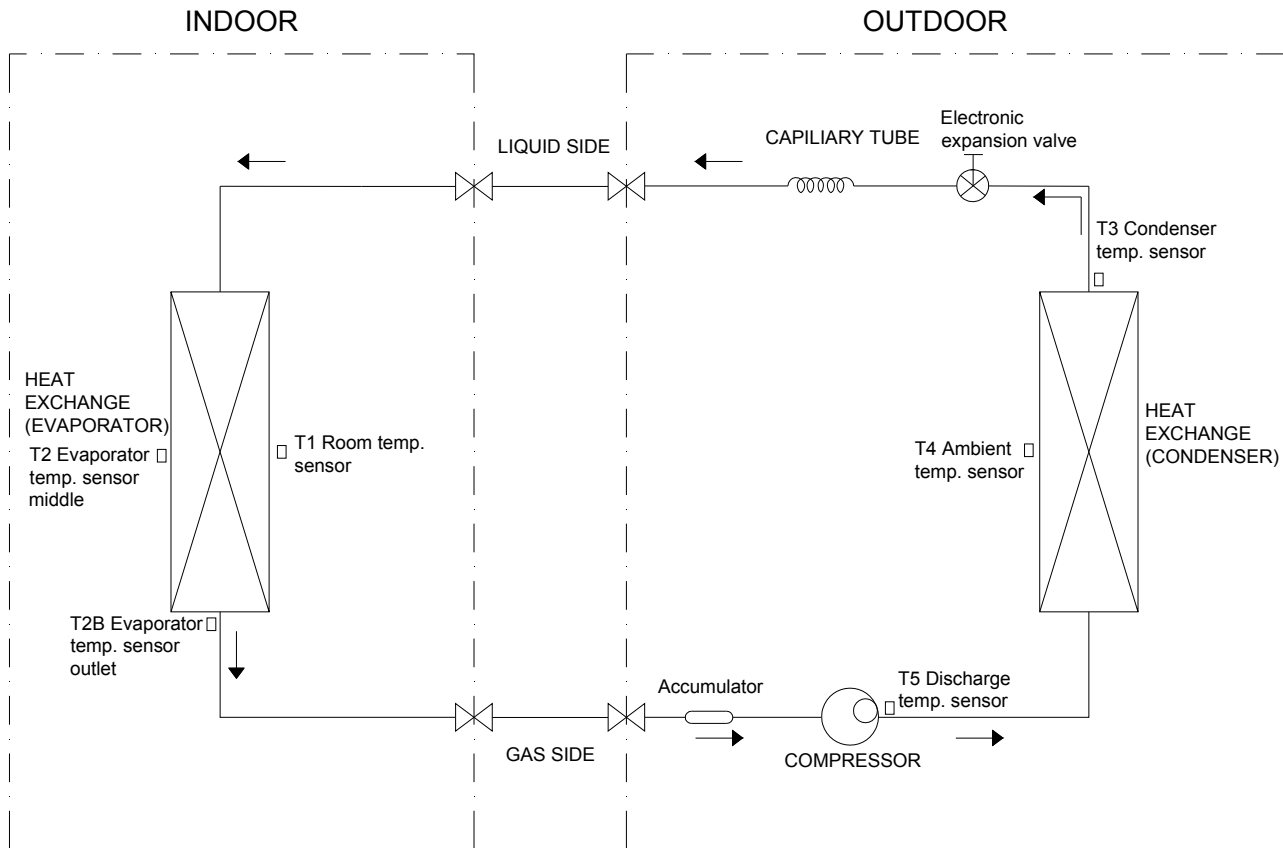 INDOOR
OUTDOOR
LIQUID SIDE
CAPILIARY TUBE
Electronic
expansion valve
T3 Condenser
temp. sensor
HEAT
EXCHANGE
(EVAPORATOR)
T2 Evaporator
temp. sensor
middle
T1 Room temp.
sensor
T4 Ambient
temp. sensor
HEAT
EXCHANGE
(CONDENSER)
T2B Evaporator
temp. sensor
outlet
GAS SIDE
Accumulator
COMPRESSOR
T5 Discharge
temp. sensor